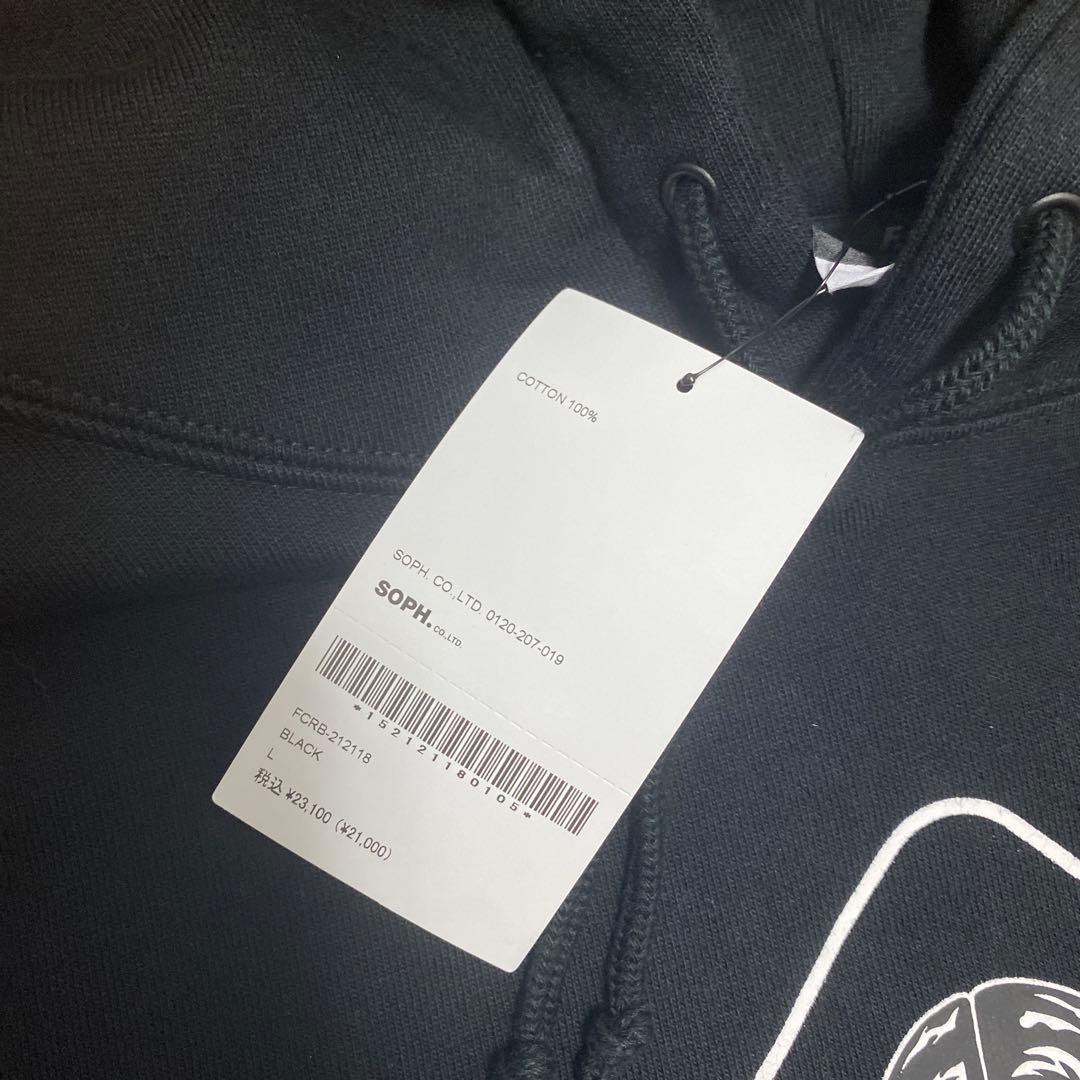 COTTON 100%
SOPH. CO.,LTD. 0120-207-019
SOPH. CO.,LTD.
*152121180105*
FCRB-212118
BLACK
L
税込 ¥23,100 (¥21,000)